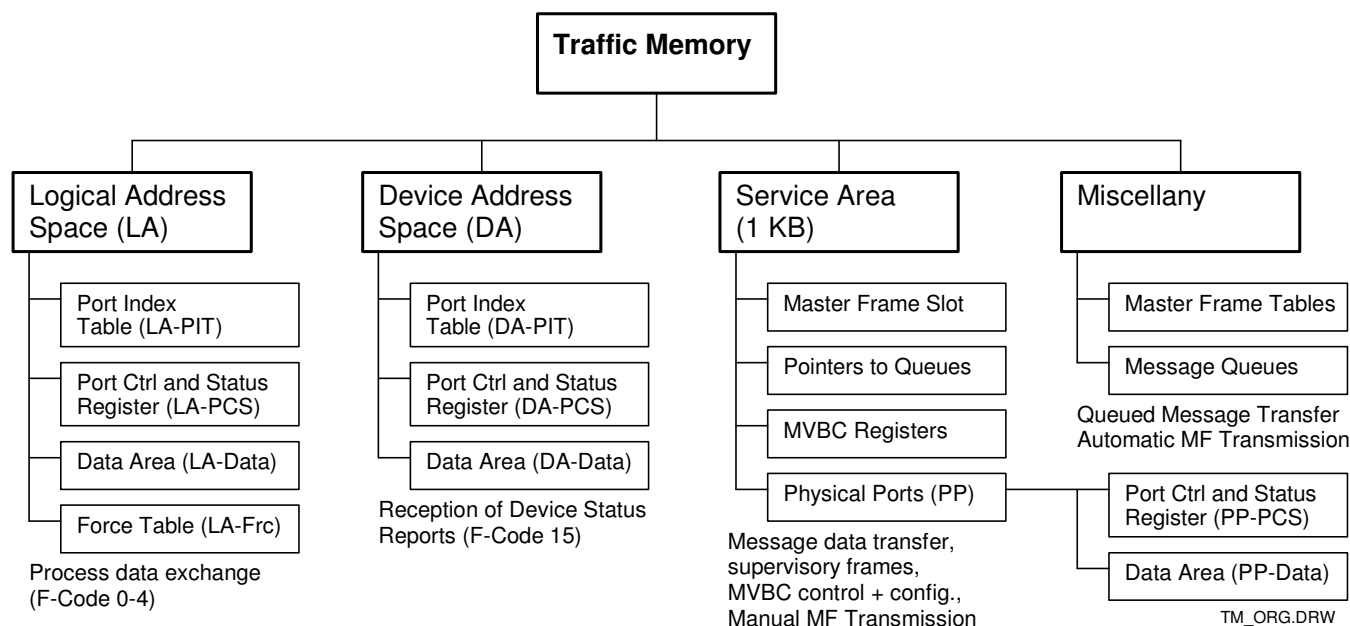 Traffic Memory
Logical Address
Space (LA)
Port Index
Table (LA-PIT)
Port Ctrl and Status
Register (LA-PCS)
Data Area (LA-Data)
Force Table (LA-Frc)
Process data exchange
(F-Code 0-4)
Device Address
Space (DA)
Port Index
Table (DA-PIT)
Port Ctrl and Status
Register (DA-PCS)
Data Area (DA-Data)
Reception of Device Status
Reports (F-Code 15)
Service Area
(1 KB)
Master Frame Slot
Pointers to Queues
MVBC Registers
Physical Ports (PP)
Message data transfer,
supervisory frames,
MVBC control + config.,
Manual MF Transmission
Miscellany
Master Frame Tables
Message Queues
Queued Message Transfer
Automatic MF Transmission
Port Ctrl and Status
Register (PP-PCS)
Data Area (PP-Data)
TM_ORG.DRW